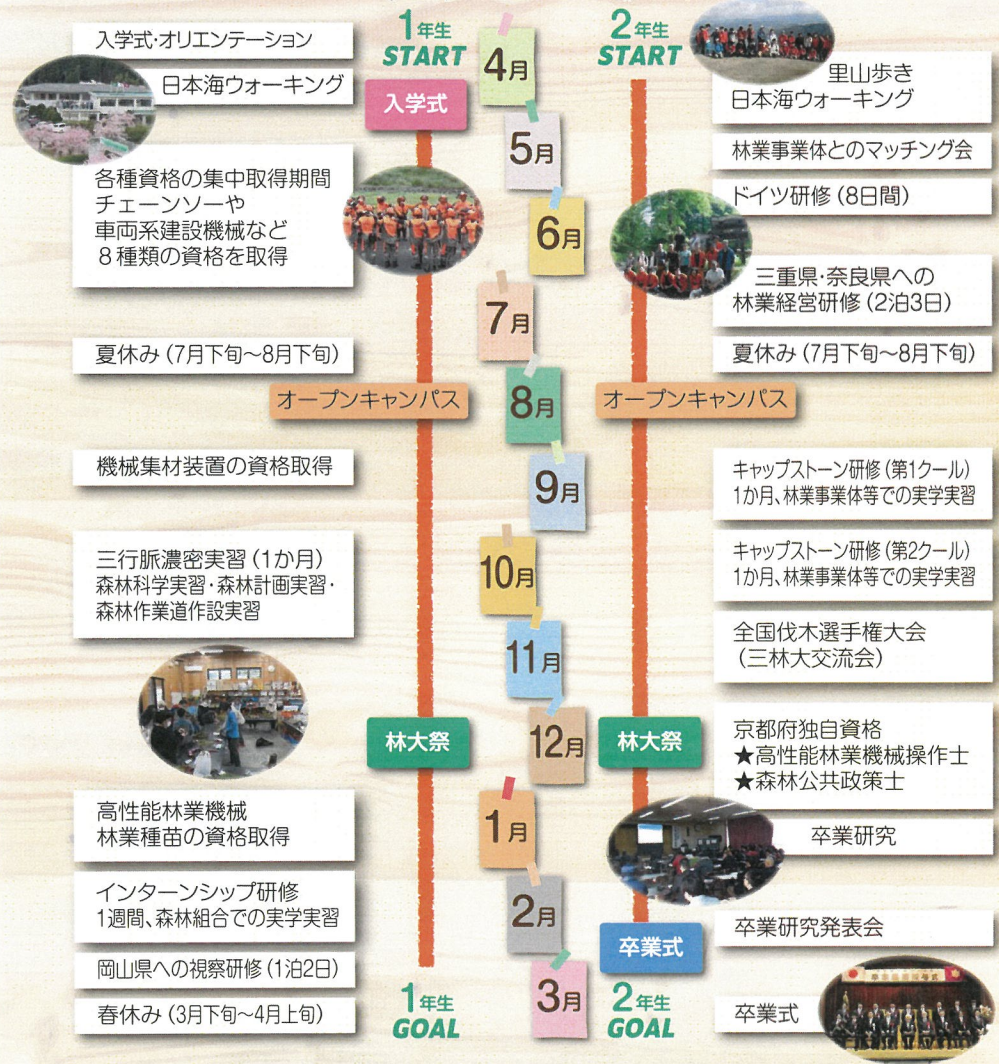 1年生
START
入学式・オリエンテーション
日本海ウォーキング
入学式
各種資格の集中取得期間
チェーンソーや
車両系建設機械など
8種類の資格を取得
夏休み(7月下旬〜8月下旬)
オープンキャンパス
機械集材装置の資格取得
三行脈濃密実習(1か月)
森林科学実習・森林計画実習・
森林作業道作設実習
林大祭
高性能林業機械
林業種苗の資格取得
インターンシップ研修
1週間、森林組合での実学実習
岡山県への視察研修(1泊2日)
春休み(3月下旬〜4月上旬)
1年生
GOAL
4月
5月
6月
7月
8月
9月
10月
11月
12月
1月
2月
3月
2年生
START
里山歩き
日本海ウォーキング
林業事業体とのマッチング会
ドイツ研修(8日間)
三重県・奈良県への
林業経営研修(2泊3日)
夏休み(7月下旬〜8月下旬)
オープンキャンパス
キャップストーン研修(第1クール)
1か月、林業事業体等での実学実習
キャップストーン研修(第2クール)
1か月、林業事業体等での実学実習
全国伐木選手権大会
(三林大交流会)
林大祭
京都府独自資格
★高性能林業機械操作士
★森林公共政策士
卒業研究
卒業研究発表会
卒業式
卒業式
2年生
GOAL